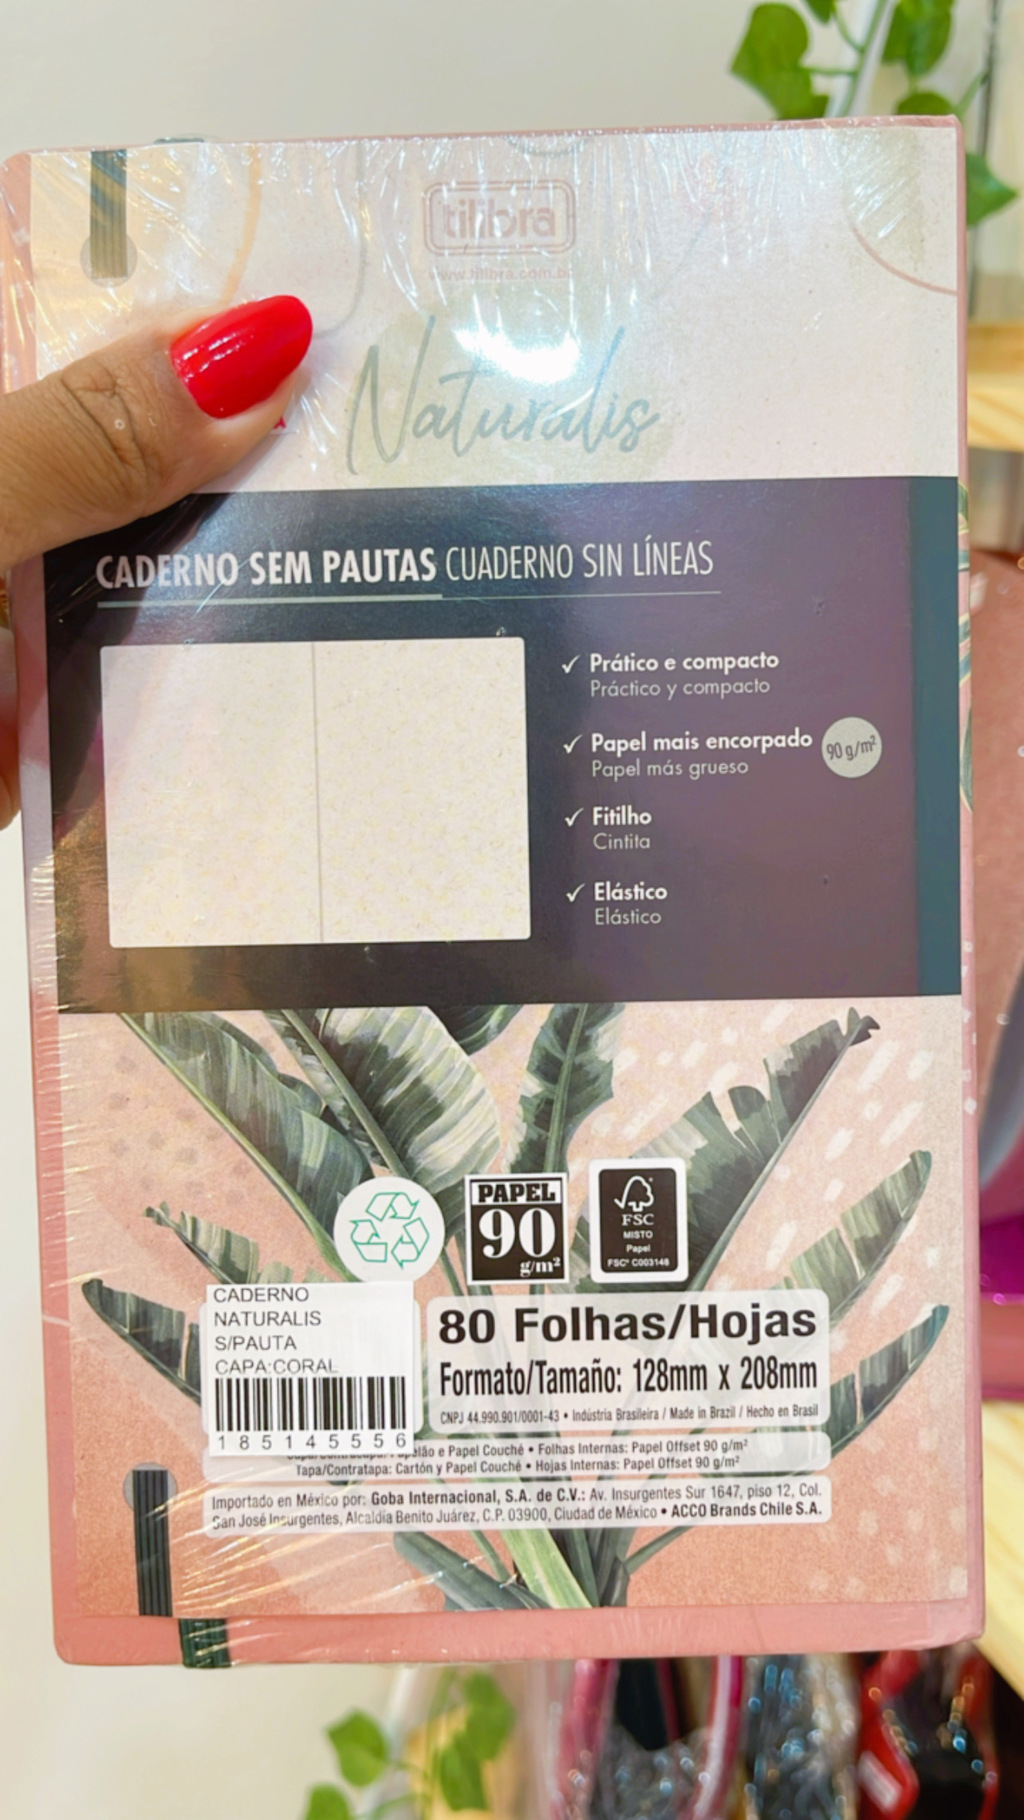 tilibra
www.tilibra.com.br
Naturalis
CADERNO SEM PAUTAS CUADERNO SIN LÍNEAS
✓ Prático e compacto
Práctico y compacto
✓ Papel mais encorpado 90 g/m²
Papel más grueso
✓ Fitilho
Cintita
✓ Elástico
Elástico
PAPEL
90
g/m²
FSC
MISTO
Papel
FSC® C003148
CADERNO
NATURALIS
S/PAUTA
CAPA:CORAL
185145556
80 Folhas/Hojas
Formato/Tamaño: 128mm x 208mm
CNPJ 44.990.901/0001-43 • Indústria Brasileira / Made in Brazil / Hecho en Brasil
e Papel Couché • Folhas Internas: Papel Offset 90 g/m²
Tapa/Contratapa: Cartón y Papel Couché • Hojas Internas: Papel Offset 90 g/m²
Importado en México por: Goba Internacional, S.A. de C.V.: Av. Insurgentes Sur 1647, piso 12, Col.
San José Insurgentes, Alcaldía Benito Juárez, C.P. 03900, Ciudad de México • ACCO Brands Chile S.A.